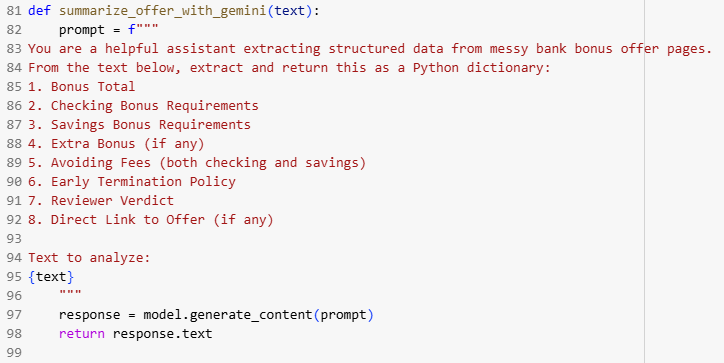 81 def summarize_offer_with_gemini(text):
82     prompt = f"""
83 You are a helpful assistant extracting structured data from messy bank bonus offer pages.
84 From the text below, extract and return this as a Python dictionary:
85 1. Bonus Total
86 2. Checking Bonus Requirements
87 3. Savings Bonus Requirements
88 4. Extra Bonus (if any)
89 5. Avoiding Fees (both checking and savings)
90 6. Early Termination Policy
91 7. Reviewer Verdict
92 8. Direct Link to Offer (if any)
93
94 Text to analyze:
95 {text}
96     """
97     response = model.generate_content(prompt)
98     return response.text
99